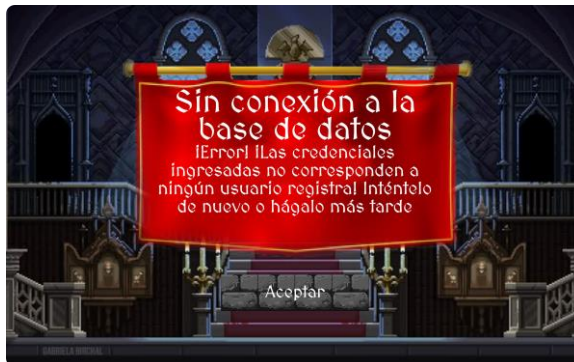 Sin conexión a la
base de datos
¡Error! ¡Las credenciales
ingresadas no corresponden a
ningún usuario registra! Inténtelo
de nuevo o hágalo más tarde
Aceptar